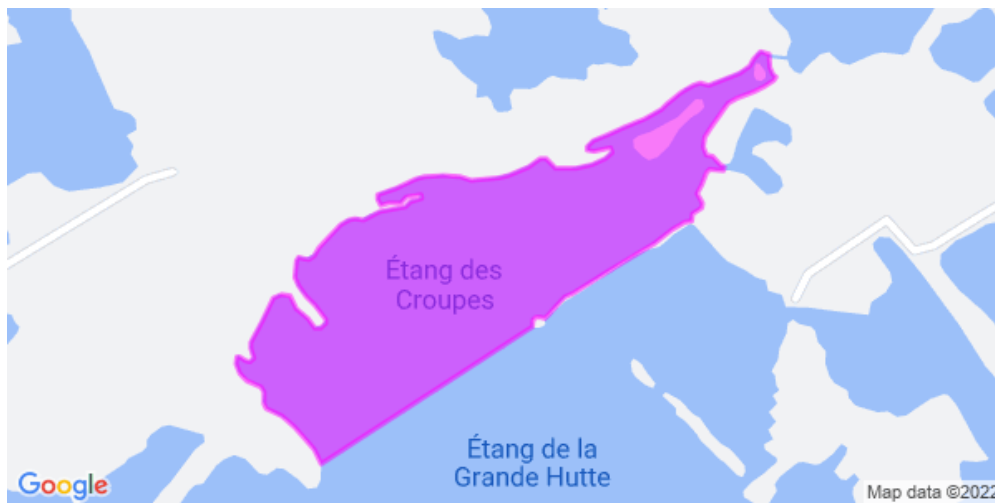 Étang des
Croupes
Étang de la
Grande Hutte
Google
Map data ©2022